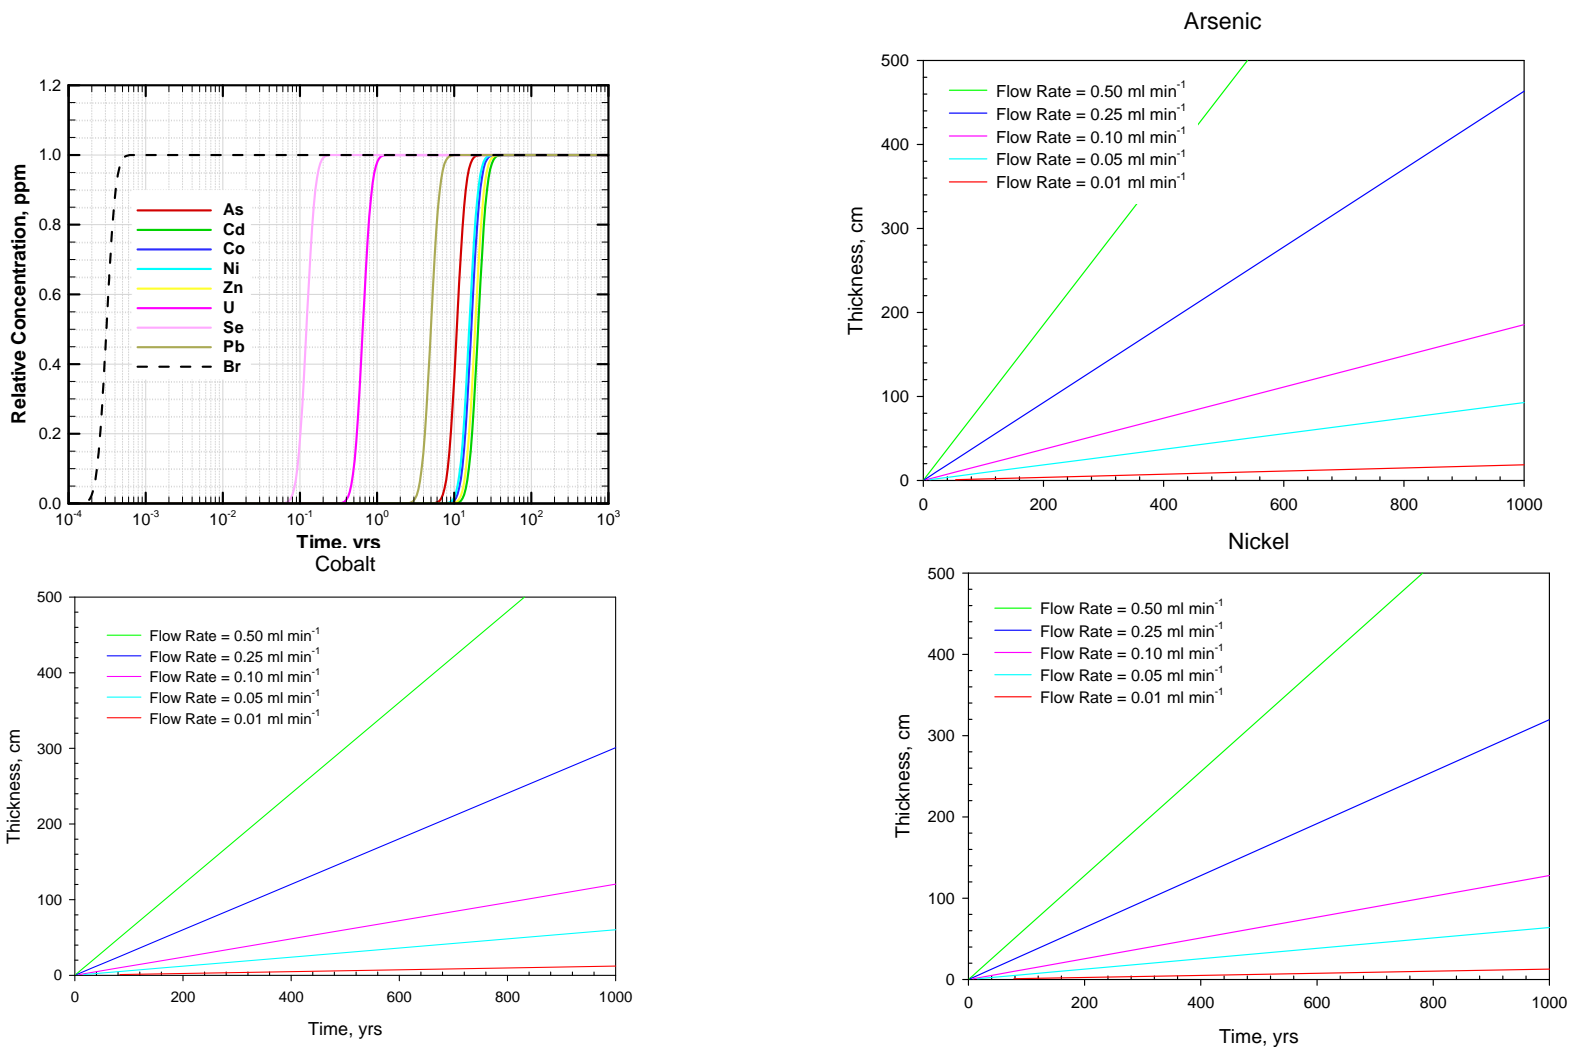 1.2
1.0
0.8
0.6
0.4
0.2
0.0
Relative Concentration, ppm
As
Cd
Co
Ni
Zn
U
Se
Pb
Br
10-4
10-3
10-2
10-1
100
101
102
103
Time, yrs
Arsenic
500
400
300
200
100
0
Thickness, cm
Flow Rate = 0.50 ml min-1
Flow Rate = 0.25 ml min-1
Flow Rate = 0.10 ml min-1
Flow Rate = 0.05 ml min-1
Flow Rate = 0.01 ml min-1
0
200
400
600
800
1000
Cobalt
500
400
300
200
100
0
Thickness, cm
Flow Rate = 0.50 ml min-1
Flow Rate = 0.25 ml min-1
Flow Rate = 0.10 ml min-1
Flow Rate = 0.05 ml min-1
Flow Rate = 0.01 ml min-1
0
200
400
600
800
1000
Time, yrs
Nickel
500
400
300
200
100
0
Thickness, cm
Flow Rate = 0.50 ml min-1
Flow Rate = 0.25 ml min-1
Flow Rate = 0.10 ml min-1
Flow Rate = 0.05 ml min-1
Flow Rate = 0.01 ml min-1
0
200
400
600
800
1000
Time, yrs